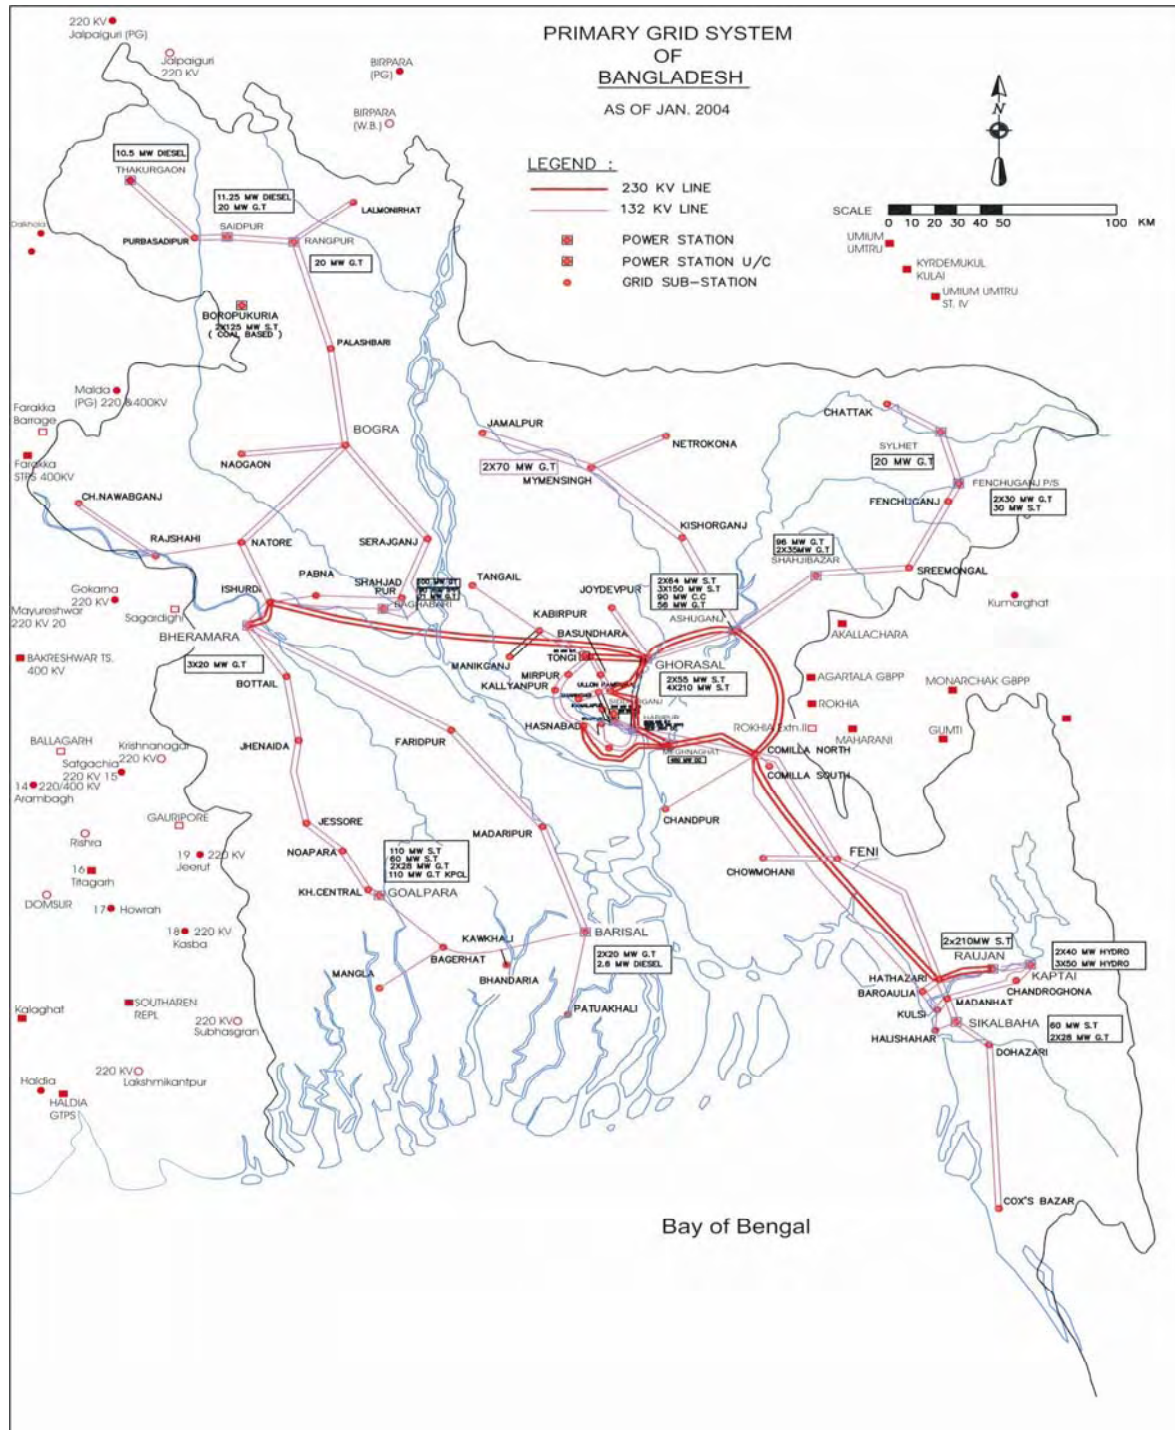 PRIMARY GRID SYSTEM
OF
BANGLADESH
AS OF JAN. 2004
N
LEGEND :
230 KV LINE
132 KV LINE
POWER STATION
POWER STATION U/C
GRID SUB-STATION
SCALE
0 10 20 30 40 50 100 KM
220 KV
Jalpaiguri (PG)
Jalpaiguri
220 KV
BIRPARA
(PG)
BIRPARA
(W.B.)
UMIUM
UMTRU
KYRDEMUKUL
KULAI
UMIUM UMTRU
ST. IV
10.5 MW DIESEL
THAKURGAON
11.25 MW DIESEL
20 MW G.T
SAIDPUR
LALMONIRHAT
PURBASADIPUR
RANGPUR
20 MW G.T
Dalkhola
BOROPUKURIA
2X125 MW S.T
( COAL BASED )
PALASHBARI
Malda
(PG) 220 &400KV
Farakka
Barrage
Farakka
STPS 400KV
BOGRA
NAOGAON
CH.NAWABGANJ
RAJSHAHI
NATORE
SERAJGANJ
JAMALPUR
NETROKONA
2X70 MW G.T
MYMENSINGH
KISHORGANJ
CHATTAK
SYLHET
20 MW G.T
FENCHUGANJ P/S
FENCHUGANJ
2X30 MW G.T
30 MW S.T
96 MW G.T
2X35MW G.T
SHAHJIBAZAR
SREEMONGAL
Kumarghat
PABNA
SHAHJAD
PUR
BAGHABARI
TANGAIL
ISHURDI
BHERAMARA
3X20 MW G.T
JOYDEVPUR
2X64 MW S.T
3X150 MW S.T
90 MW C.C
56 MW G.T
ASHUGANJ
KABIRPUR
BASUNDHARA
TONGI
GHORASAL
2X55 MW S.T
4X210 MW S.T
MANIKGANJ
MIRPUR
KALLYANPUR
HASNABAD
MEGHNAGHAT
AKALLACHARA
AGARTALA GBPP
MONARCHAK GBPP
ROKHIA
ROKHIA Extn.II
MAHARANI
GUMTI
Gokarna
220 KV
Mayureshwar
220 KV 20
Sagardighi
BAKRESHWAR TS.
400 KV
BOTTAIL
JHENAIDA
FARIDPUR
BALLAGARH
Krishnanagar
220 KV
Satgachia
220 KV 15
14 220/400 KV
Arambagh
GAURIPORE
Rishra
19 220 KV
Jeerut
16
Titagarh
DOMSUR
17 Howrah
18 220 KV
Kasba
JESSORE
NOAPARA
KH.CENTRAL
GOALPARA
110 MW S.T
60 MW S.T
2X28 MW G.T
110 MW G.T KPCL
MADARIPUR
COMILLA NORTH
COMILLA SOUTH
CHANDPUR
FENI
CHOWMOHANI
KAWKHALI
BAGERHAT
BHANDARIA
BARISAL
2X20 MW G.T
2.6 MW DIESEL
MANGLA
PATUAKHALI
2x210MW S.T
RAUJAN
2X40 MW HYDRO
3X50 MW HYDRO
KAPTAI
HATHAZARI
BAROAULIA
CHANDROGHONA
MADANHAT
KULSI
HALISHAHAR
SIKALBAHA
60 MW S.T
2X28 MW G.T
DOHAZARI
COX'S BAZAR
Kalaghat
SOUTHAREN
REPL
220 KV
Subhasgran
220 KV
Lakshmikantpur
Haldia
HALDIA
GTPS
Bay of Bengal